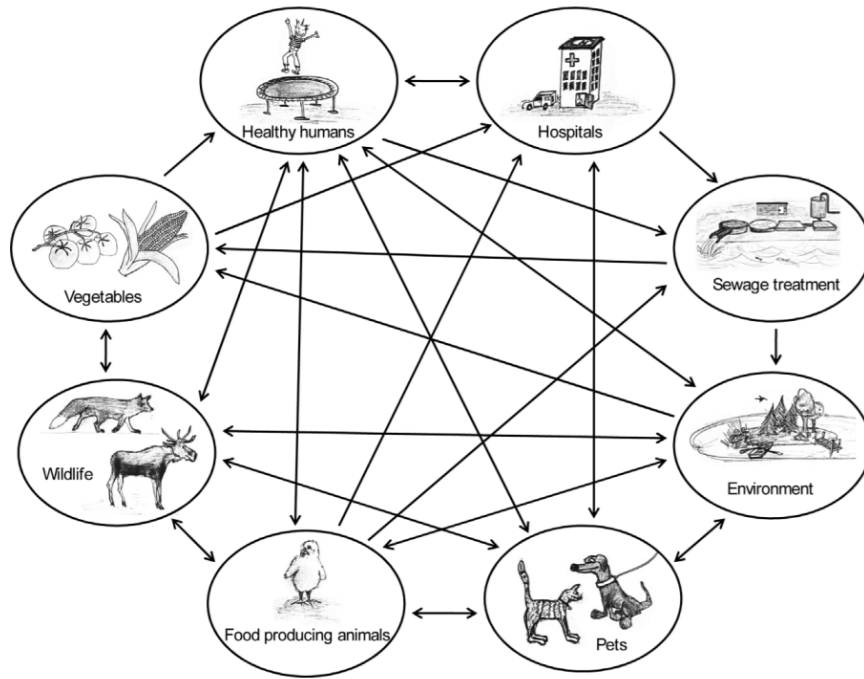 Healthy humans
Hospitals
Vegetables
Sewage treatment
Wildlife
Environment
Food producing animals
Pets